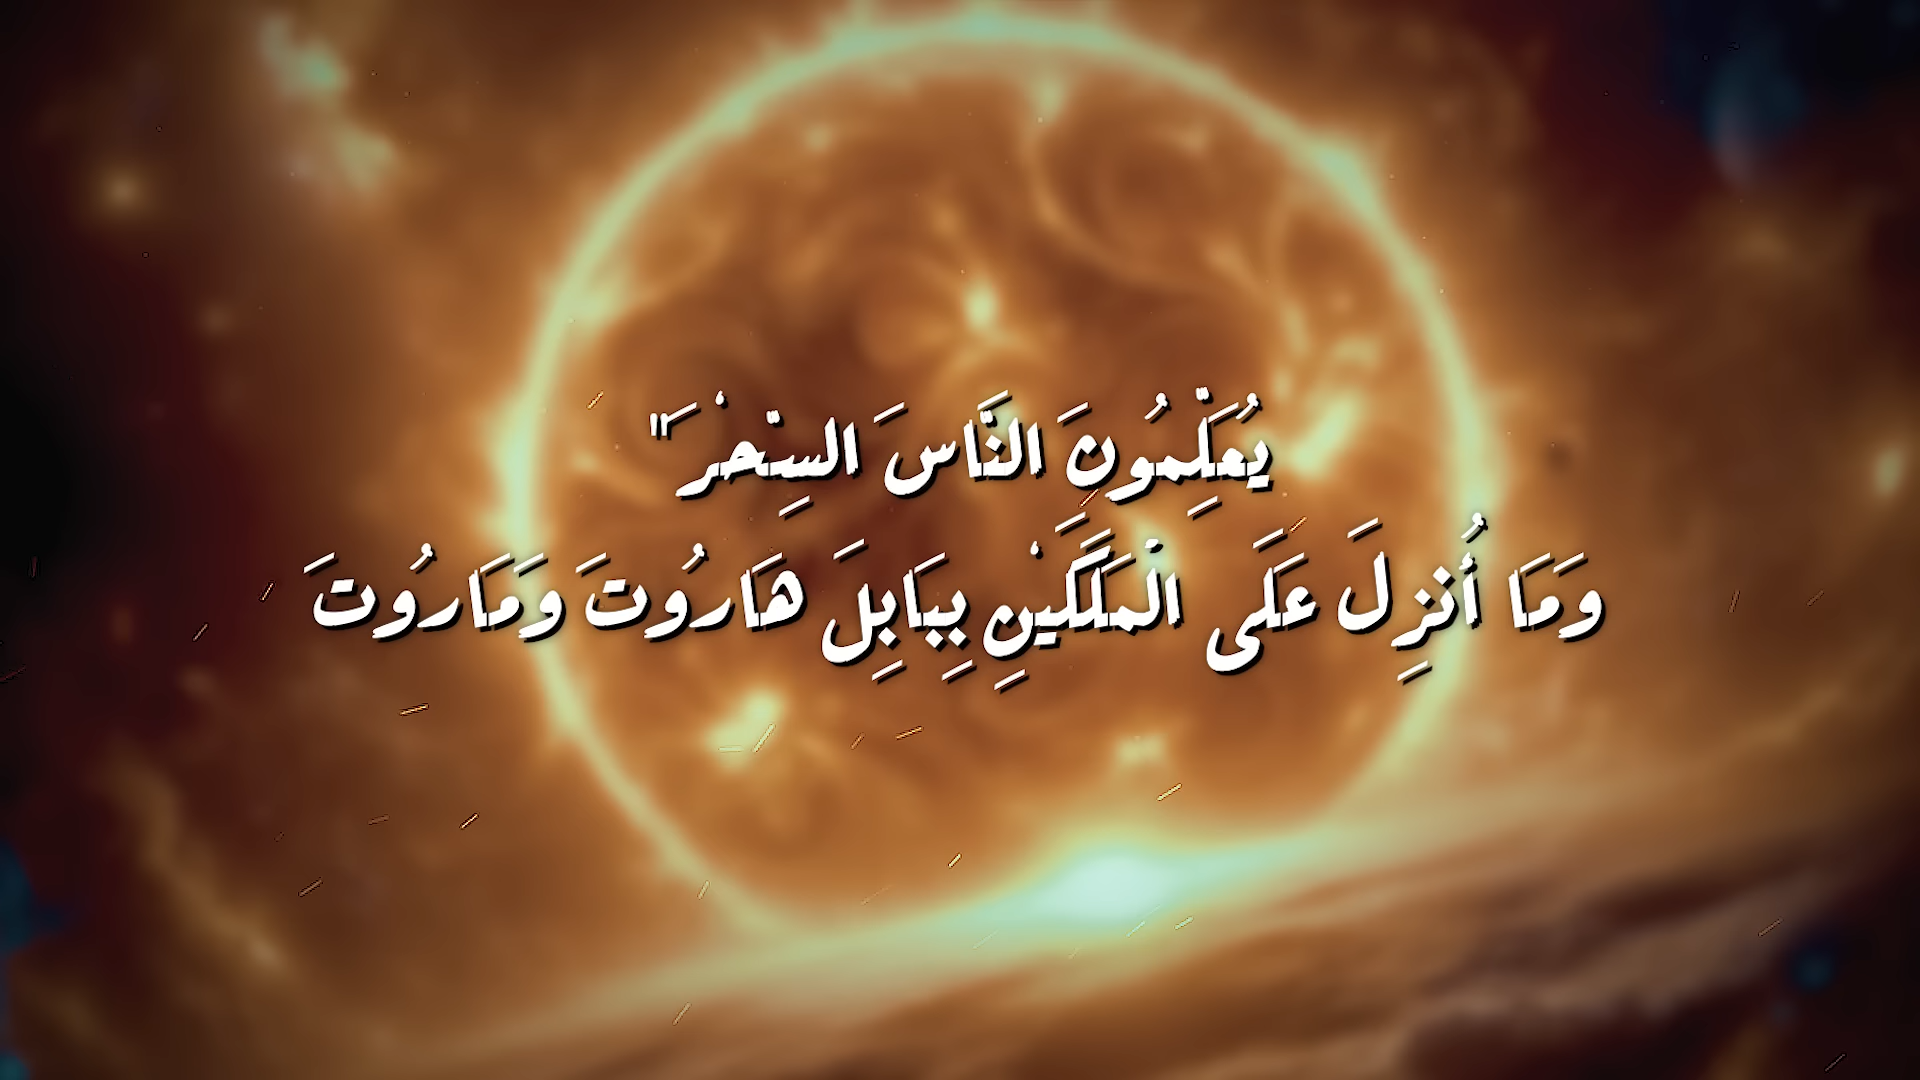 يُعَلِّمُونَ النَّاسَ السِّحْرَ "
وَمَا أُنزِلَ عَلَى الْمَلَكَيْنِ بِبَابِلَ هَارُوتَ وَمَارُوتَ